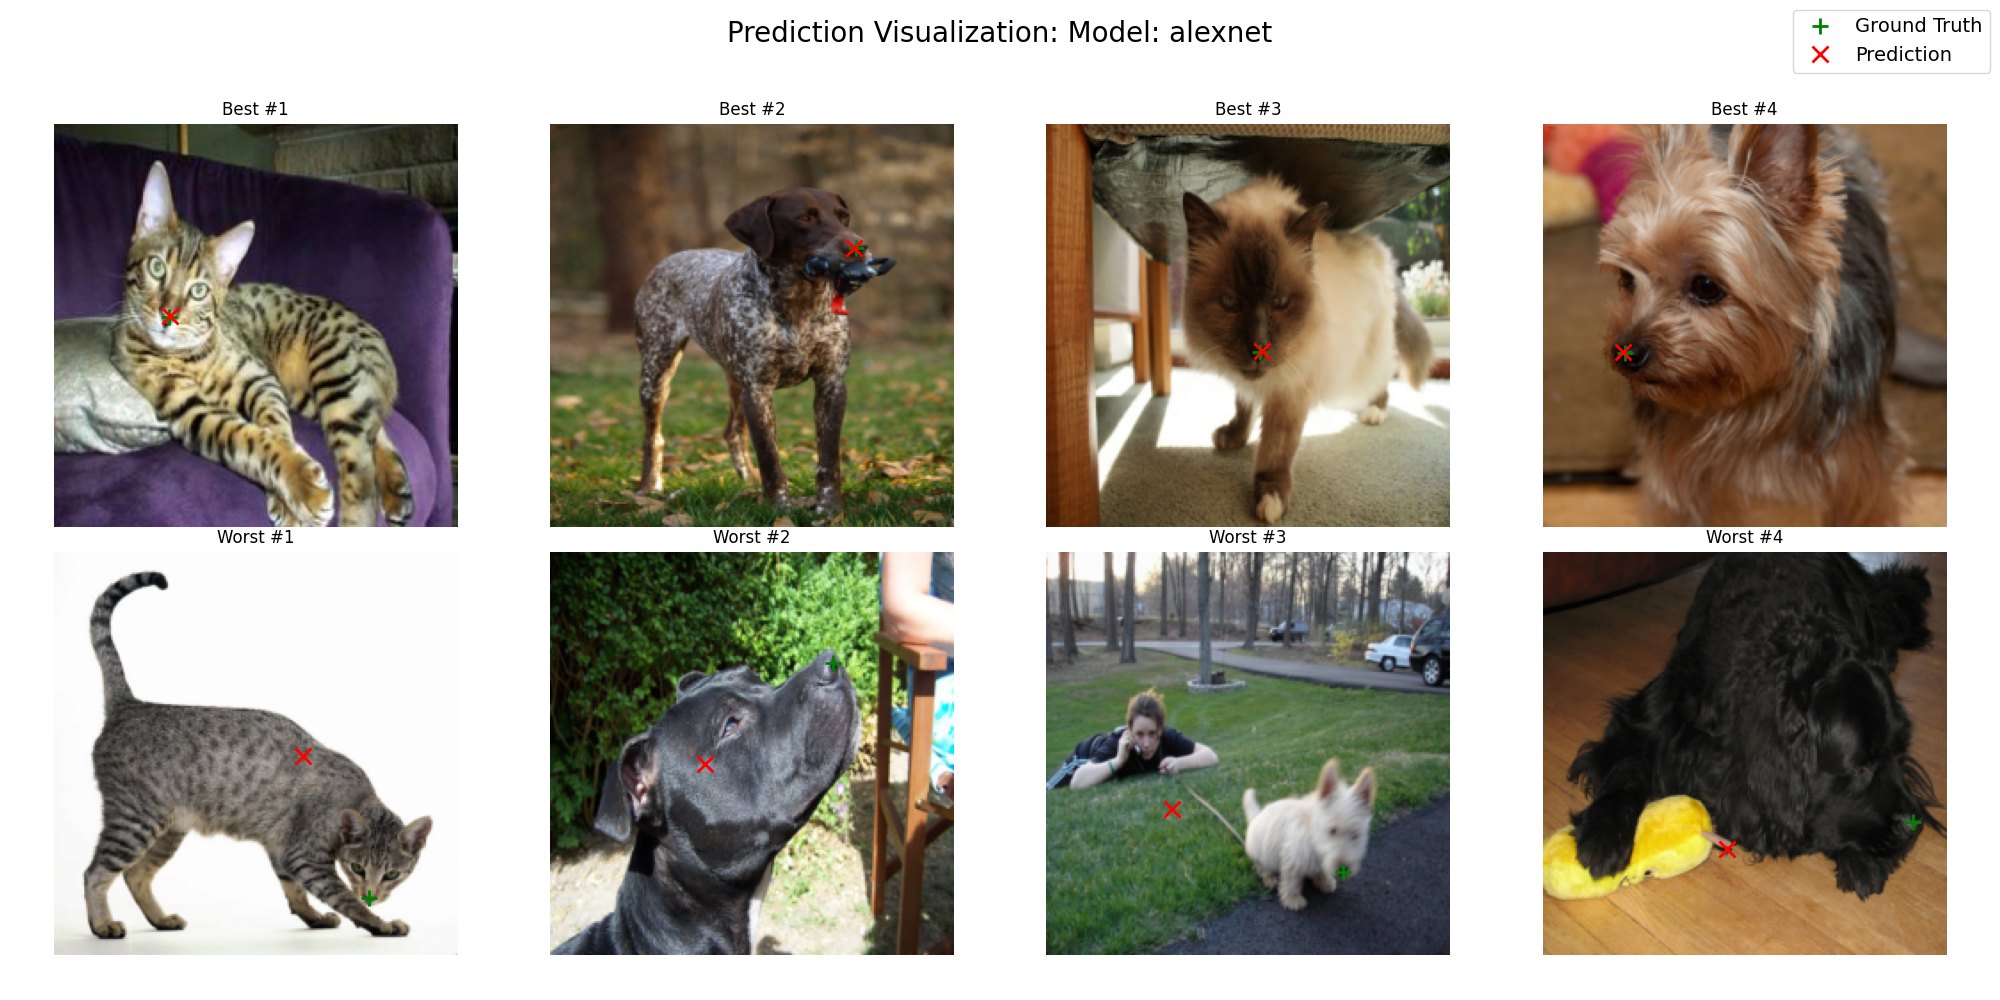 Prediction Visualization: Model: alexnet
Ground Truth
Prediction
Best #1
Best #2
Best #3
Best #4
Worst #1
Worst #2
Worst #3
Worst #4